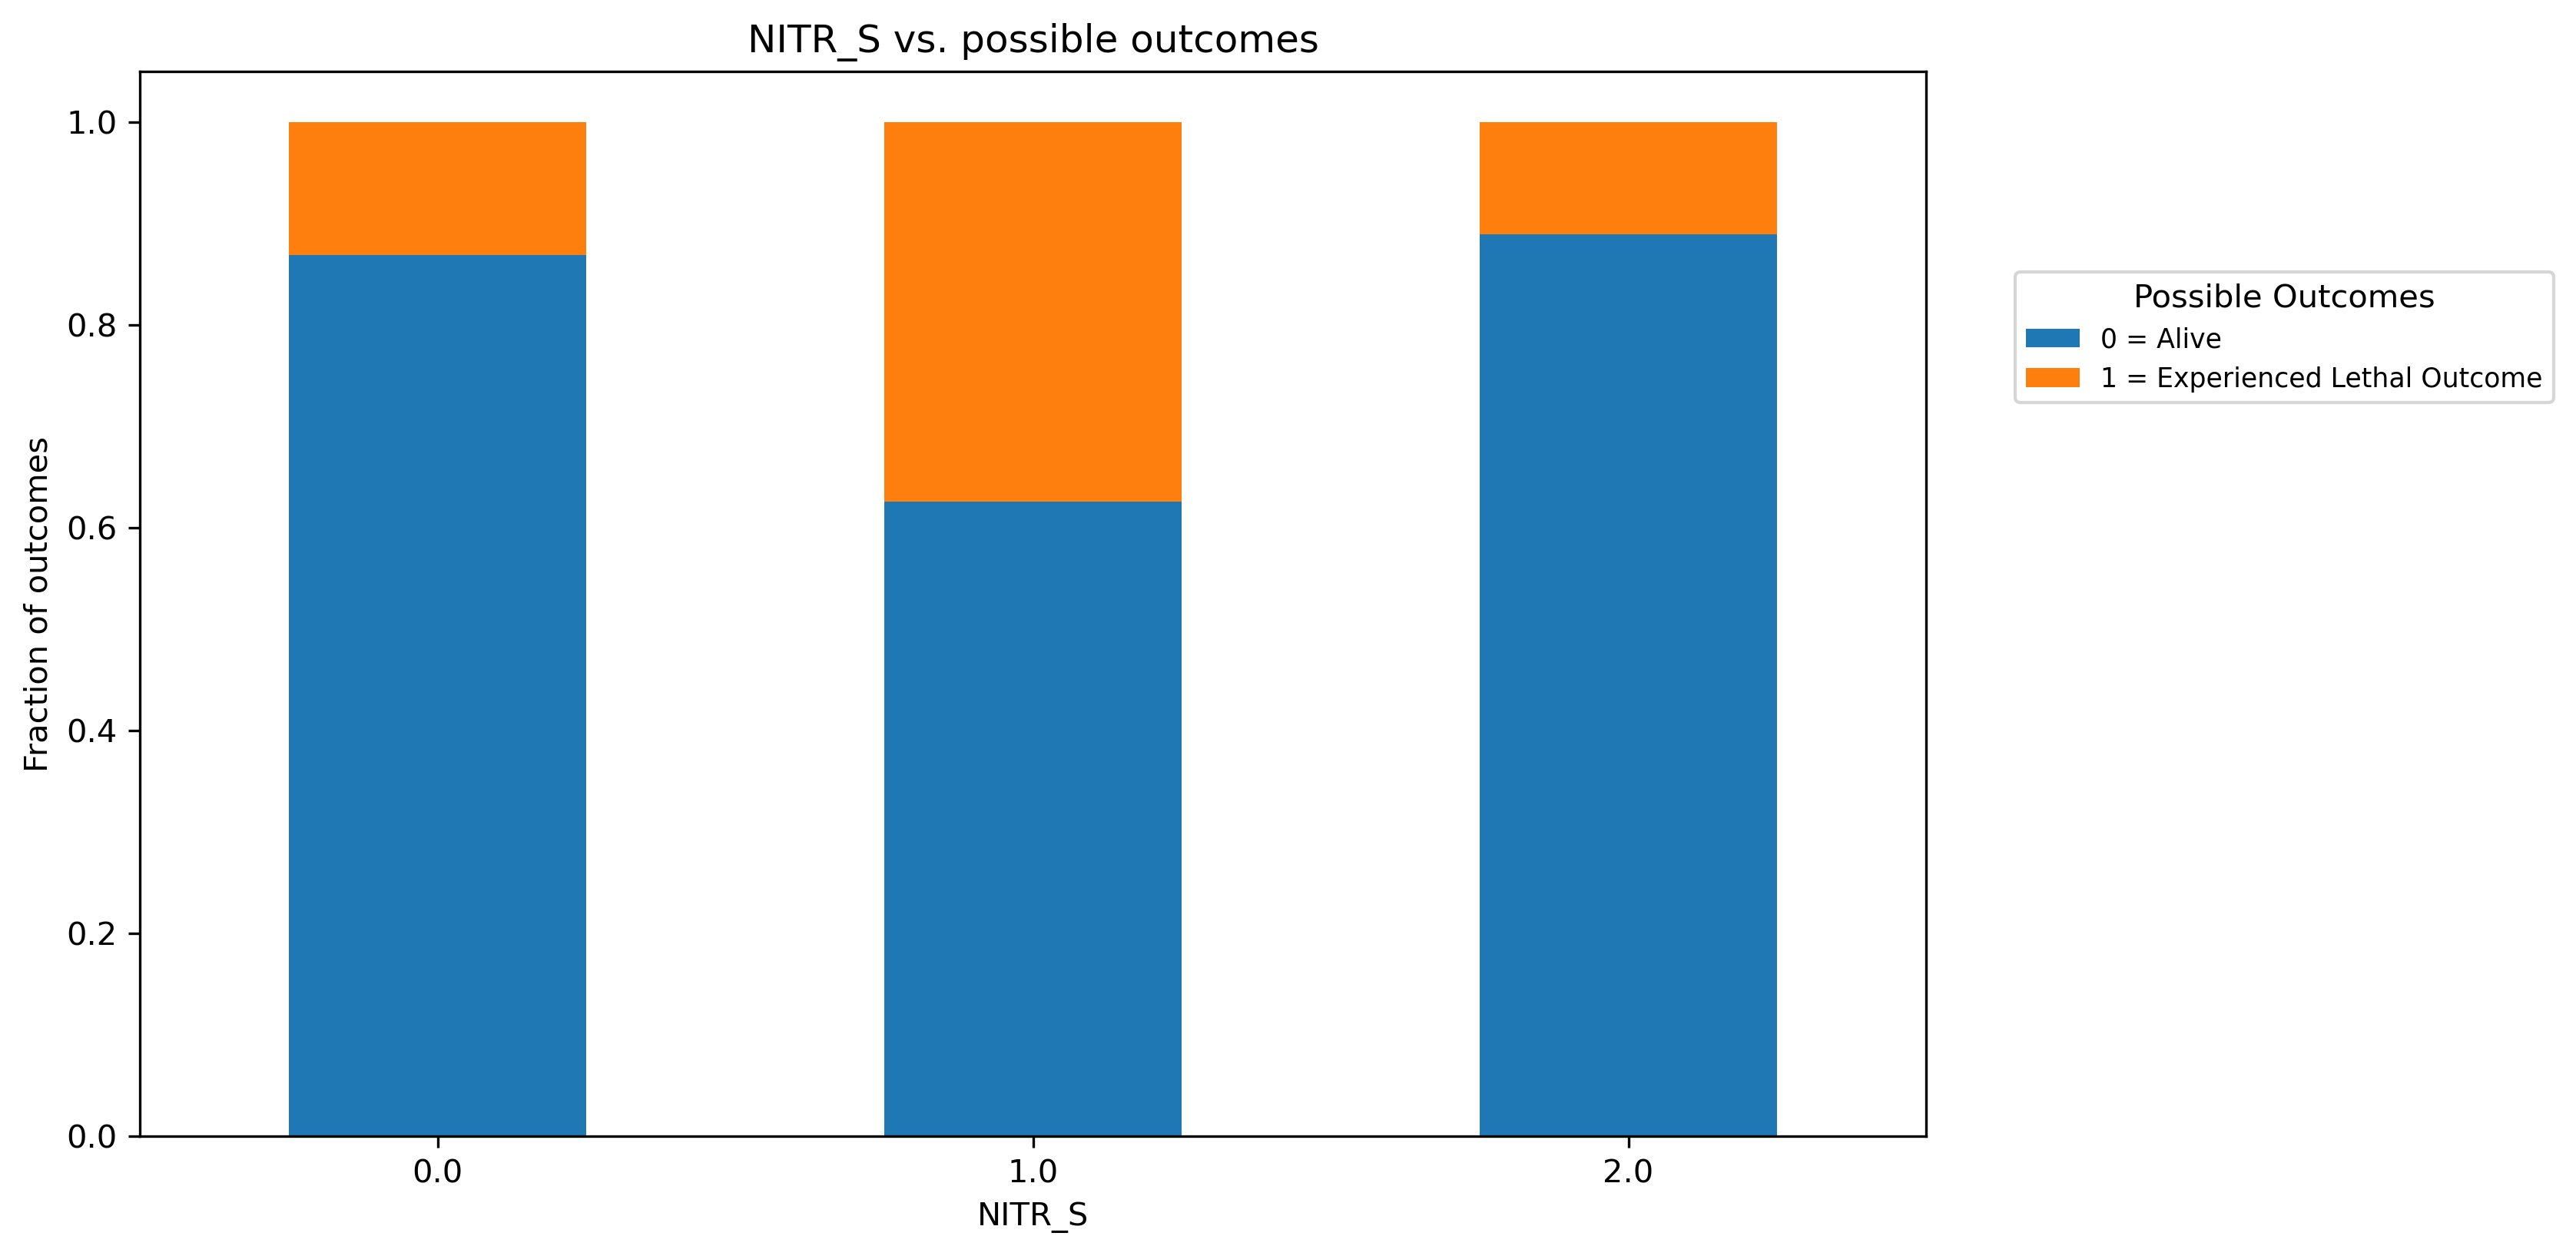 NITR_S vs. possible outcomes
Fraction of outcomes
1.0
0.8
0.6
0.4
0.2
0.0
0.0
1.0
2.0
NITR_S
Possible Outcomes
0 = Alive
1 = Experienced Lethal Outcome